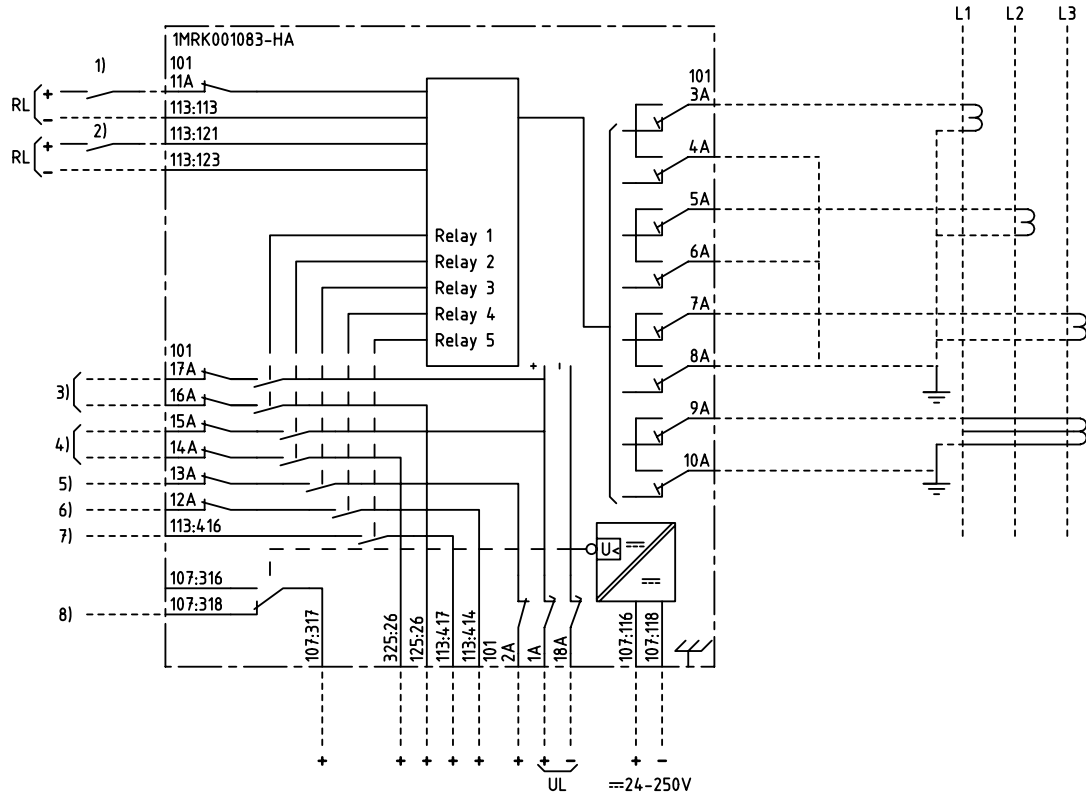 L1 L2 L3
1MRK001083-HA
101
1)
11A
RL + -
113:113
2)
113:121
RL + -
113:123
101
3A
4A
5A
6A
7A
8A
9A
10A
Relay 1
Relay 2
Relay 3
Relay 4
Relay 5
+ -
101
17A
3)
16A
15A
4)
14A
5) 13A
6) 12A
7) 113:416
107:316
8) 107:318
U<
107:317
325:26
125:26
113:417
113:414
101
2A
1A
18A
107:116
107:118
+ + + + + + + - + -
UL
24-250V